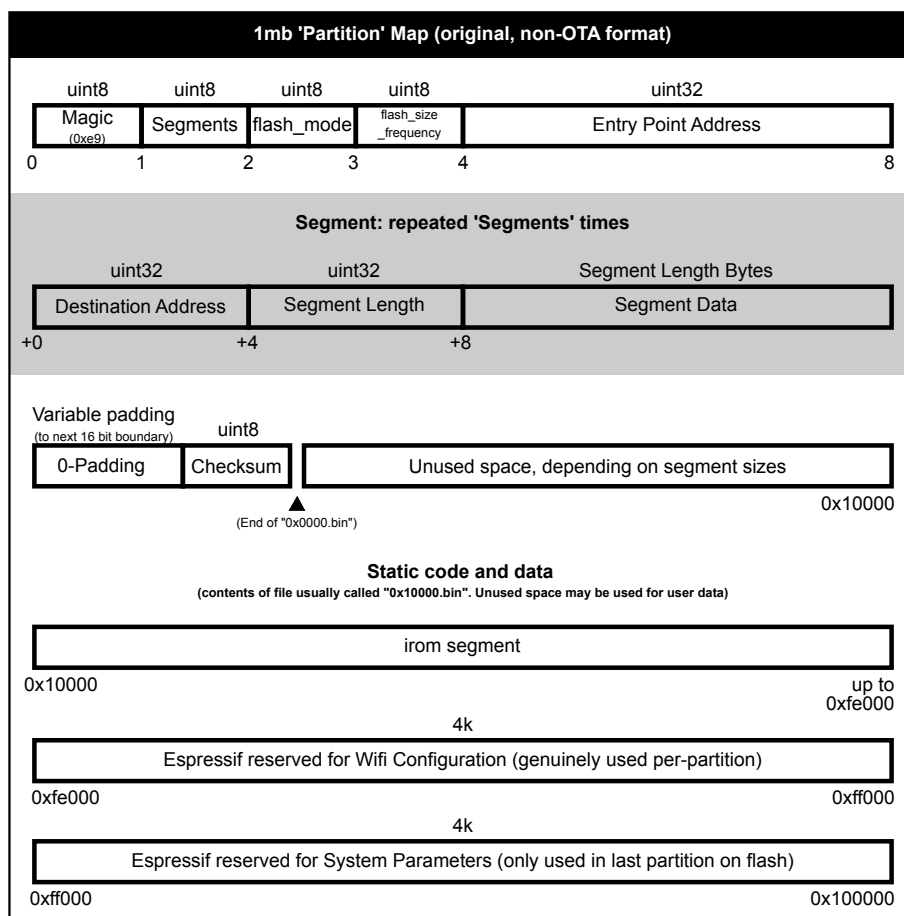 1mb 'Partition' Map (original, non-OTA format)
uint8 uint8 uint8 uint8 uint32
Magic
(0xe9)
Segments
flash_mode
flash_size
_frequency
Entry Point Address
0 1 2 3 4 8
Segment: repeated 'Segments' times
uint32 uint32 Segment Length Bytes
Destination Address Segment Length Segment Data
+0 +4 +8
Variable padding
(to next 16 bit boundary)
uint8
0-Padding Checksum Unused space, depending on segment sizes
0x10000
(End of "0x0000.bin")
Static code and data
(contents of file usually called "0x10000.bin". Unused space may be used for user data)
irom segment
0x10000 up to
0xfe000
4k
Espressif reserved for Wifi Configuration (genuinely used per-partition)
0xfe000 0xff000
4k
Espressif reserved for System Parameters (only used in last partition on flash)
0xff000 0x100000